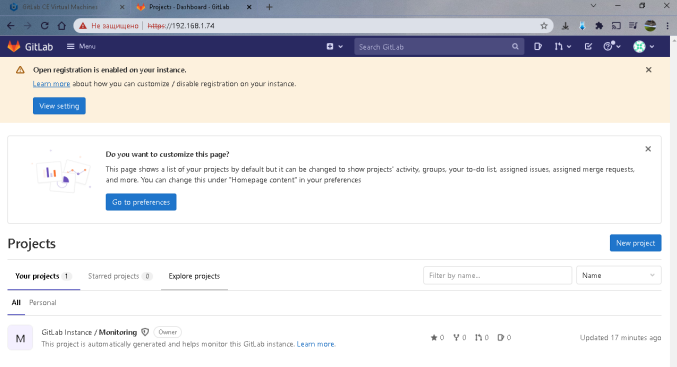 GitLab CE Virtual Machines
Projects · Dashboard · GitLab
Не защищено
https://192.168.1.74
GitLab
Menu
Search GitLab
Open registration is enabled on your instance.
Learn more about how you can customize / disable registration on your instance.
View setting
Do you want to customize this page?
This page shows a list of your projects by default but it can be changed to show projects' activity, groups, your to-do list, assigned issues, assigned merge requests,
and more. You can change this under "Homepage content" in your preferences
Go to preferences
Projects
New project
Your projects 1
Starred projects 0
Explore projects
Filter by name...
Name
All
Personal
M
GitLab Instance / Monitoring
Owner
This project is automatically generated and helps monitor this GitLab instance. Learn more.
0
0
0
0
Updated 17 minutes ago